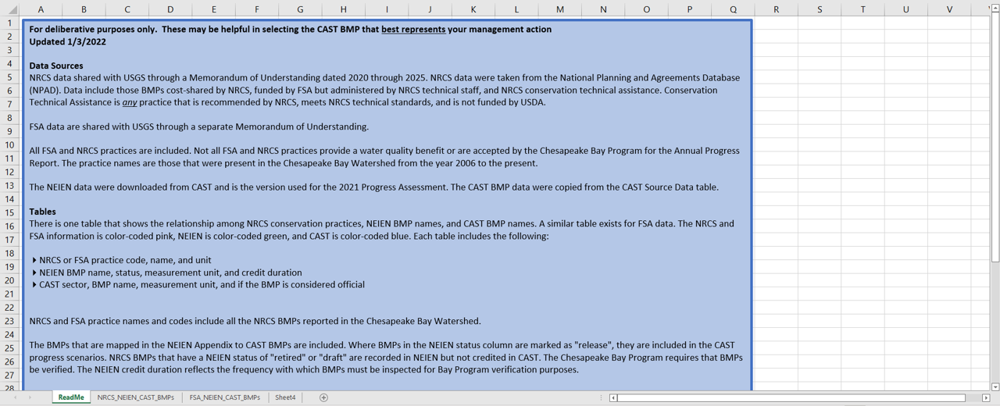 A B C D E F G H I J K L M N O P Q R S T U V
1 For deliberative purposes only.  These may be helpful in selecting the CAST BMP that best represents your management action
2 Updated 1/3/2022
3
4 Data Sources
5 NRCS data shared with USGS through a Memorandum of Understanding dated 2020 through 2025. NRCS data were taken from the National Planning and Agreements Database
6 (NPAD). Data include those BMPs cost-shared by NRCS, funded by FSA but administered by NRCS technical staff, and NRCS conservation technical assistance. Conservation
7 Technical Assistance is any practice that is recommended by NRCS, meets NRCS technical standards, and is not funded by USDA.
8
9 FSA data are shared with USGS through a separate Memorandum of Understanding.
10 All FSA and NRCS practices are included. Not all FSA and NRCS practices provide a water quality benefit or are accepted by the Chesapeake Bay Program for the Annual Progress
11 Report. The practice names are those that were present in the Chesapeake Bay Watershed from the year 2006 to the present.
12
13 The NEIEN data were downloaded from CAST and is the version used for the 2021 Progress Assessment. The CAST BMP data were copied from the CAST Source Data table.
14
15 Tables
16 There is one table that shows the relationship among NRCS conservation practices, NEIEN BMP names, and CAST BMP names. A similar table exists for FSA data. The NRCS and
17 FSA information is color-coded pink, NEIEN is color-coded green, and CAST is color-coded blue. Each table includes the following:
18
19 NRCS or FSA practice code, name, and unit
20 NEIEN BMP name, status, measurement unit, and credit duration
21 CAST sector, BMP name, measurement unit, and if the BMP is considered official
22
23 NRCS and FSA practice names and codes include all the NRCS BMPs reported in the Chesapeake Bay Watershed.
24
25 The BMPs that are mapped in the NEIEN Appendix to CAST BMPs are included. Where BMPs in the NEIEN status column are marked as "release", they are included in the CAST
26 progress scenarios. NRCS BMPs that have a NEIEN status of "retired" or "draft" are recorded in NEIEN but not credited in CAST. The Chesapeake Bay Program requires that BMPs
27 be verified. The NEIEN credit duration reflects the frequency with which BMPs must be inspected for Bay Program verification purposes.
28
ReadMe NRCS_NEIEN_CAST_BMPs FSA_NEIEN_CAST_BMPs Sheet4